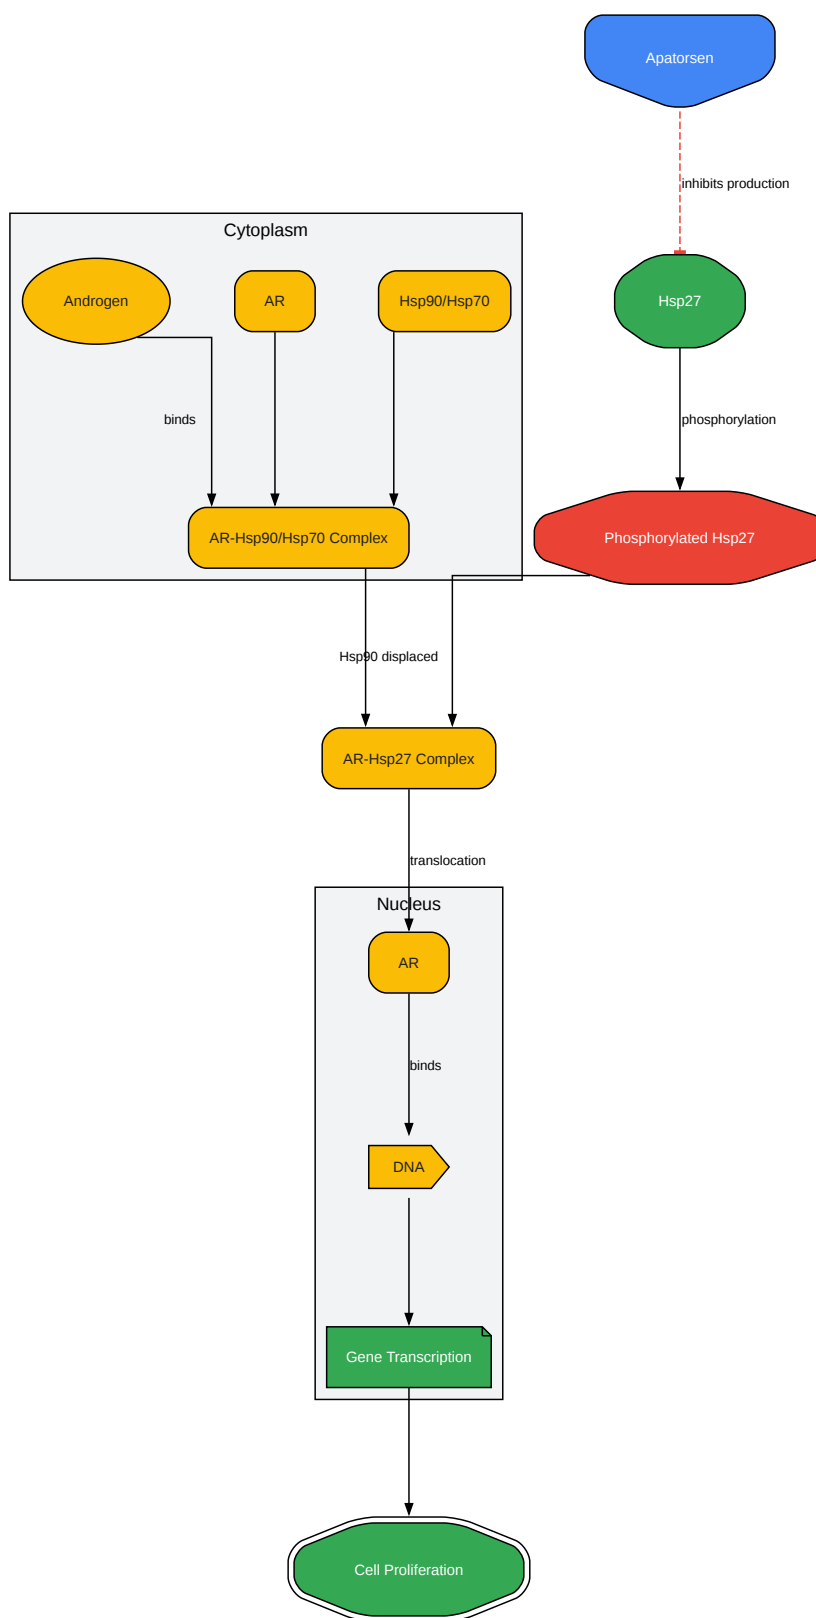 Apatorsen
inhibits production
Cytoplasm
Androgen
AR
Hsp90/Hsp70
Hsp27
binds
phosphorylation
AR-Hsp90/Hsp70 Complex
Phosphorylated Hsp27
Hsp90 displaced
AR-Hsp27 Complex
translocation
Nucleus
AR
binds
DNA
Gene Transcription
Cell Proliferation